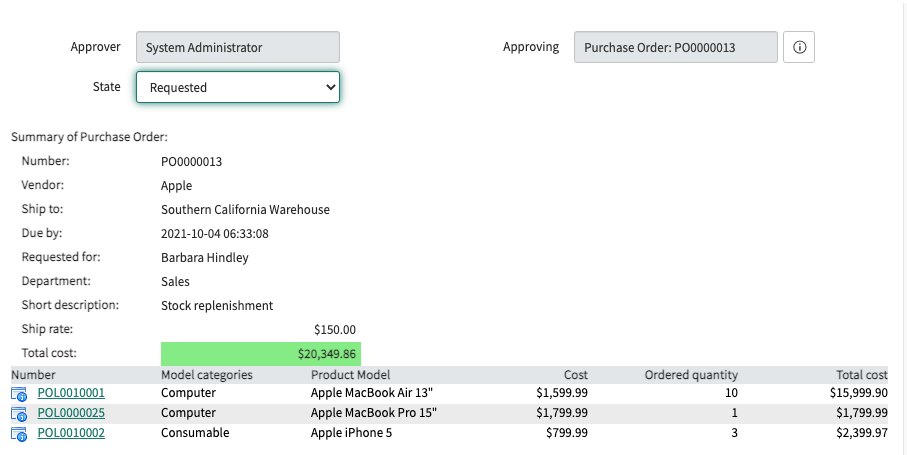 Approver System Administrator Approving Purchase Order: PO0000013
State Requested
Summary of Purchase Order:
Number: PO0000013
Vendor: Apple
Ship to: Southern California Warehouse
Due by: 2021-10-04 06:33:08
Requested for: Barbara Hindley
Department: Sales
Short description: Stock replenishment
Ship rate: $150.00
Total cost: $20,349.86
Number Model categories Product Model Cost Ordered quantity Total cost
POL0010001 Computer Apple MacBook Air 13" $1,599.99 10 $15,999.90
POL0000025 Computer Apple MacBook Pro 15" $1,799.99 1 $1,799.99
POL0010002 Consumable Apple iPhone 5 $799.99 3 $2,399.97